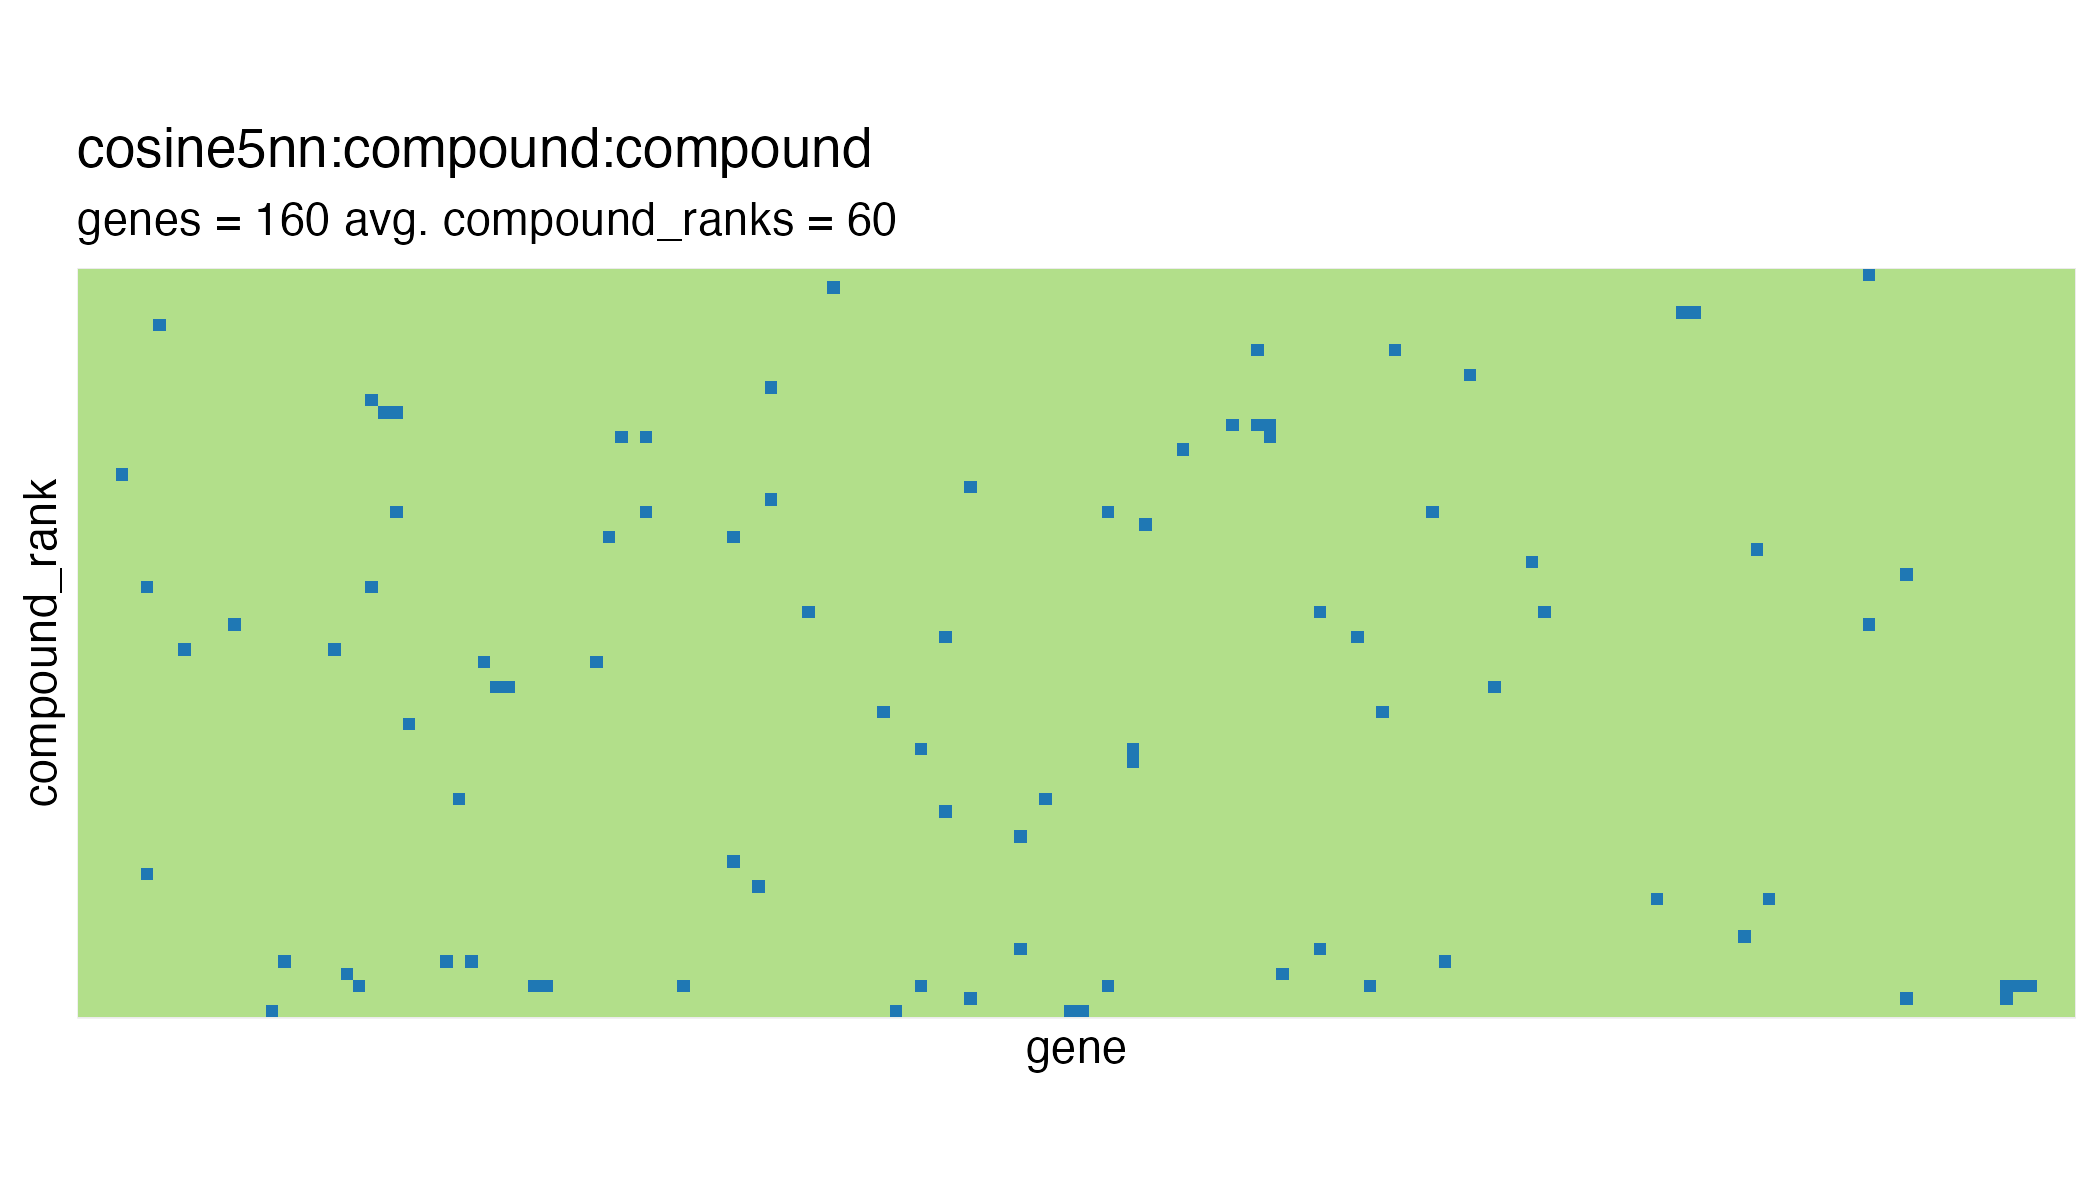 cosine5nn:compound:compound
genes = 160 avg. compound_ranks = 60
compound_rank
gene